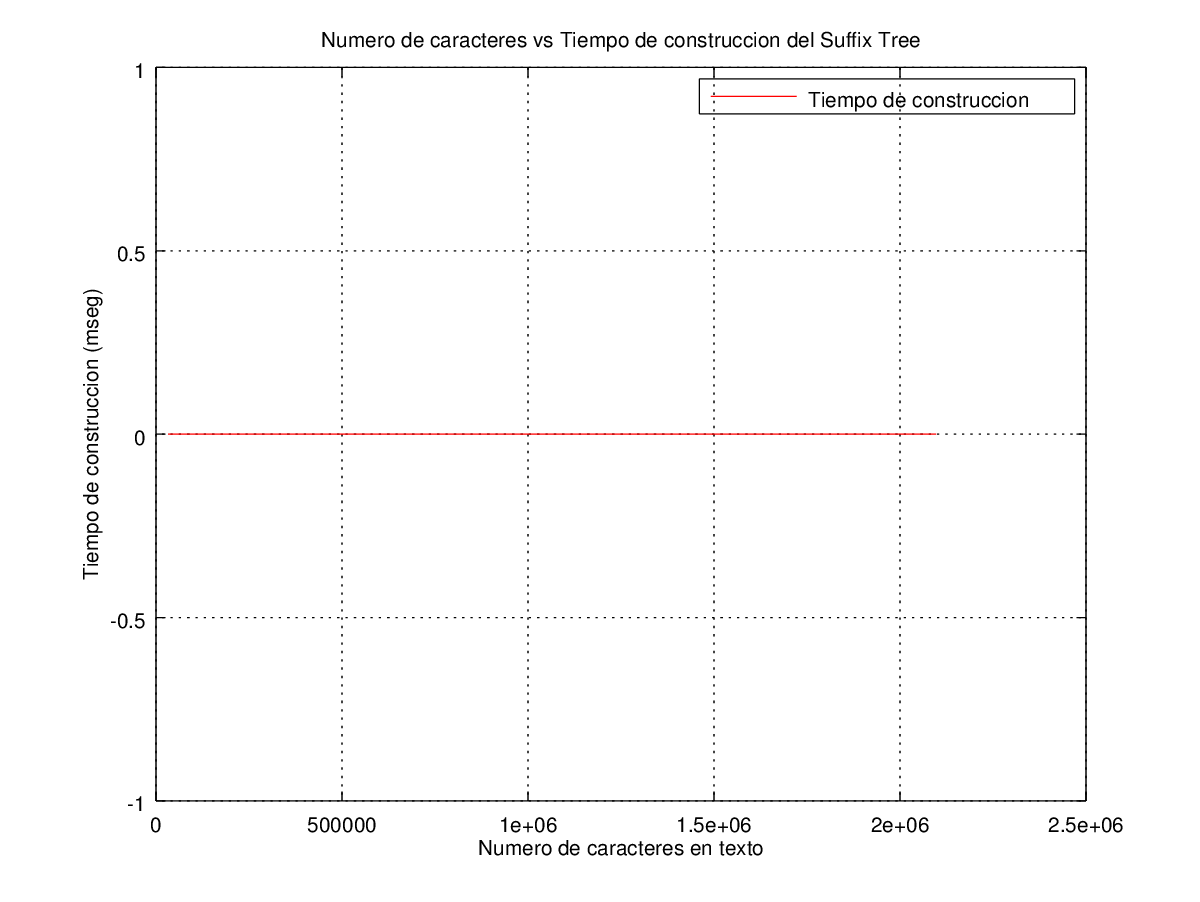 Numero de caracteres vs Tiempo de construccion del Suffix Tree
1
Tiempo de construccion
0.5
Tiempo de construccion (mseg)
0
-0.5
-1
0 500000 1e+06 1.5e+06 2e+06 2.5e+06
Numero de caracteres en texto